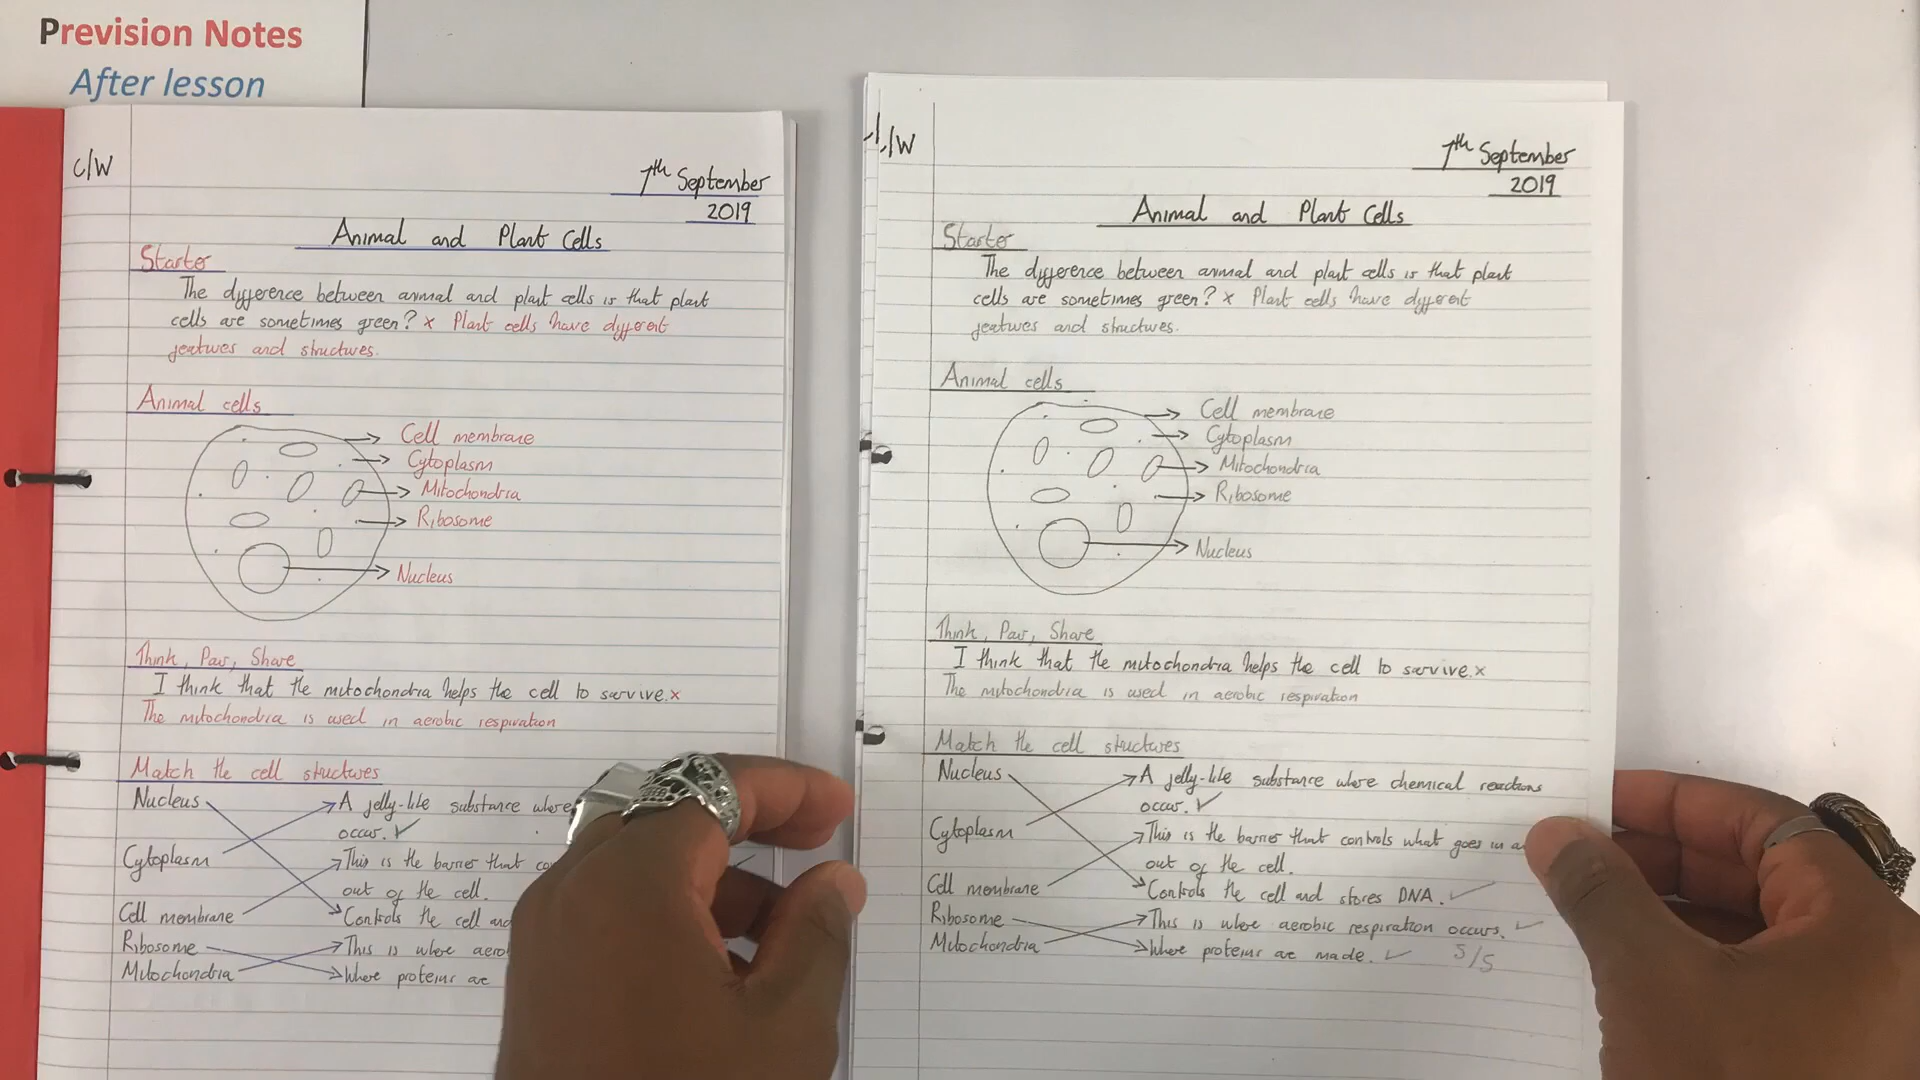 Prevision Notes
After lesson
C/W
7th September
2019
Animal and Plant Cells
Starter
The difference between animal and plant cells is that plant
cells are sometimes green? x Plant cells have different
features and structures.
Animal cells
Cell membrane
Cytoplasm
Mitochondria
Ribosome
Nucleus
Think, Pair, Share
I think that the mitochondria helps the cell to survive. x
The mitochondria is used in aerobic respiration
Match the cell structures
Nucleus
A jelly-like substance where
occur. ✓
Cytoplasm
This is the barrier that
out of the cell.
Cell membrane
Controls the cell and
Ribosome
This is where
Mitochondria
Where proteins are
/W
7th September
2019
Animal and Plant Cells
Starter
The difference between animal and plant cells is that plant
cells are sometimes green? x Plant cells have different
features and structures.
Animal cells
Cell membrane
Cytoplasm
Mitochondria
Ribosome
Nucleus
Think, Pair, Share
I think that the mitochondria helps the cell to survive. x
The mitochondria is used in aerobic respiration
Match the cell structures
Nucleus
A jelly-like substance where chemical reactions
occur. ✓
Cytoplasm
This is the barrier that controls what goes in
out of the cell.
Cell membrane
Controls the cell and stores DNA. ✓
Ribosome
This is where aerobic respiration occurs. ✓
Mitochondria
Where proteins are made. ✓ 5/5